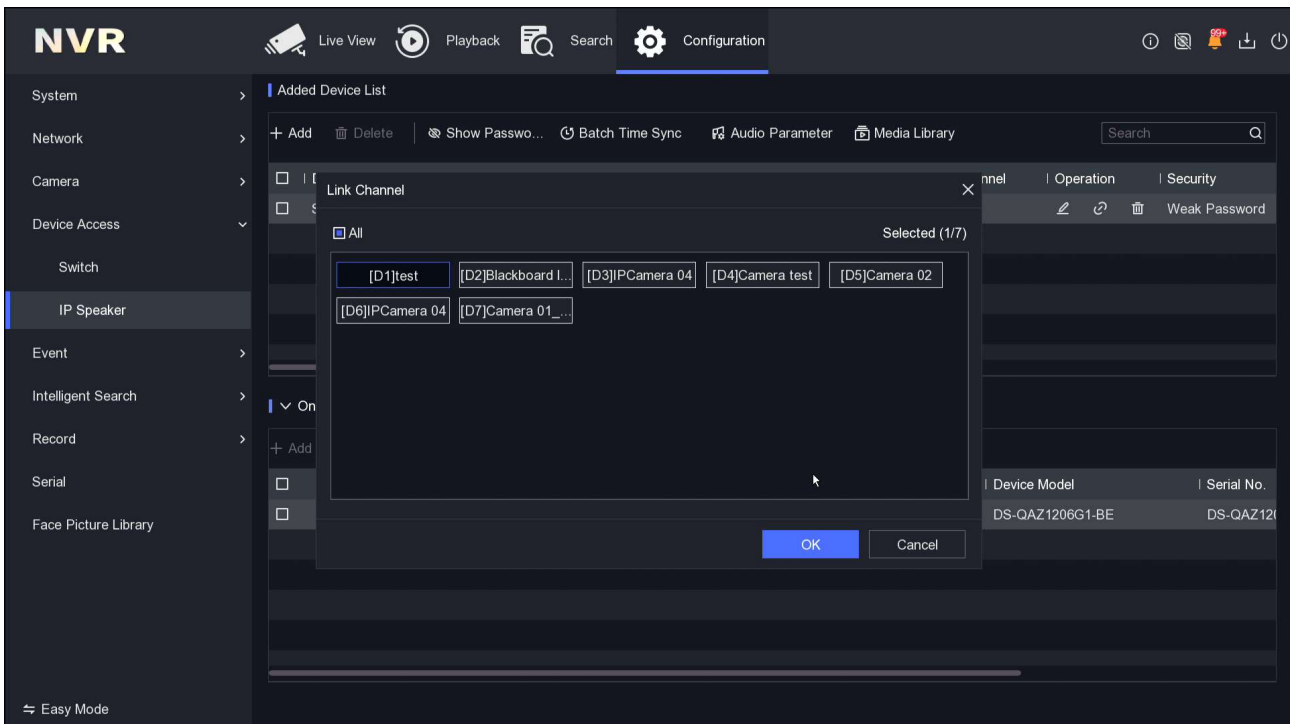 NVR
Live View
Playback
Search
Configuration
99+
System
Network
Camera
Device Access
Switch
IP Speaker
Event
Intelligent Search
Record
Serial
Face Picture Library
Easy Mode
Added Device List
+ Add
Delete
Show Passwo...
Batch Time Sync
Audio Parameter
Media Library
Search
nnel
Operation
Security
Weak Password
Link Channel
All
Selected (1/7)
[D1]test
[D2]Blackboard I...
[D3]IPCamera 04
[D4]Camera test
[D5]Camera 02
[D6]IPCamera 04
[D7]Camera 01_...
OK
Cancel
On
+ Add
Device Model
Serial No.
DS-QAZ1206G1-BE
DS-QAZ120